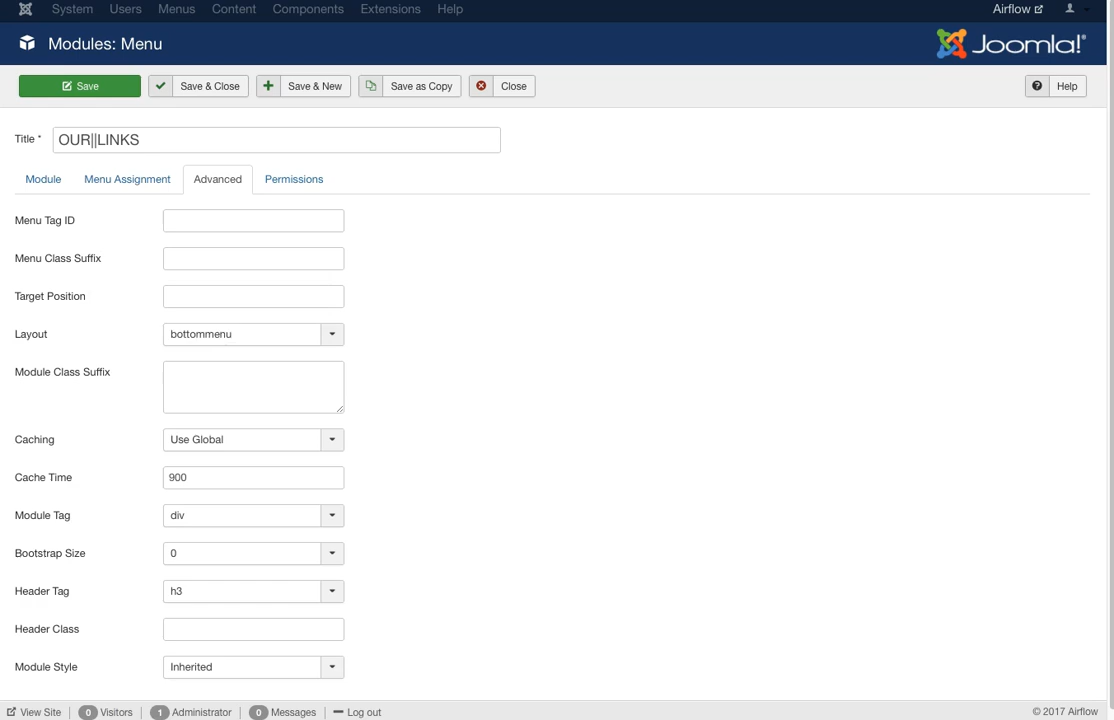 System Users Menus Content Components Extensions Help Airflow
Modules: Menu Joomla!®
Save Save & Close Save & New Save as Copy Close Help
Title * OUR||LINKS
Module Menu Assignment Advanced Permissions
Menu Tag ID
Menu Class Suffix
Target Position
Layout bottommenu
Module Class Suffix
Caching Use Global
Cache Time 900
Module Tag div
Bootstrap Size 0
Header Tag h3
Header Class
Module Style Inherited
View Site 0 Visitors 1 Administrator 0 Messages Log out © 2017 Airflow